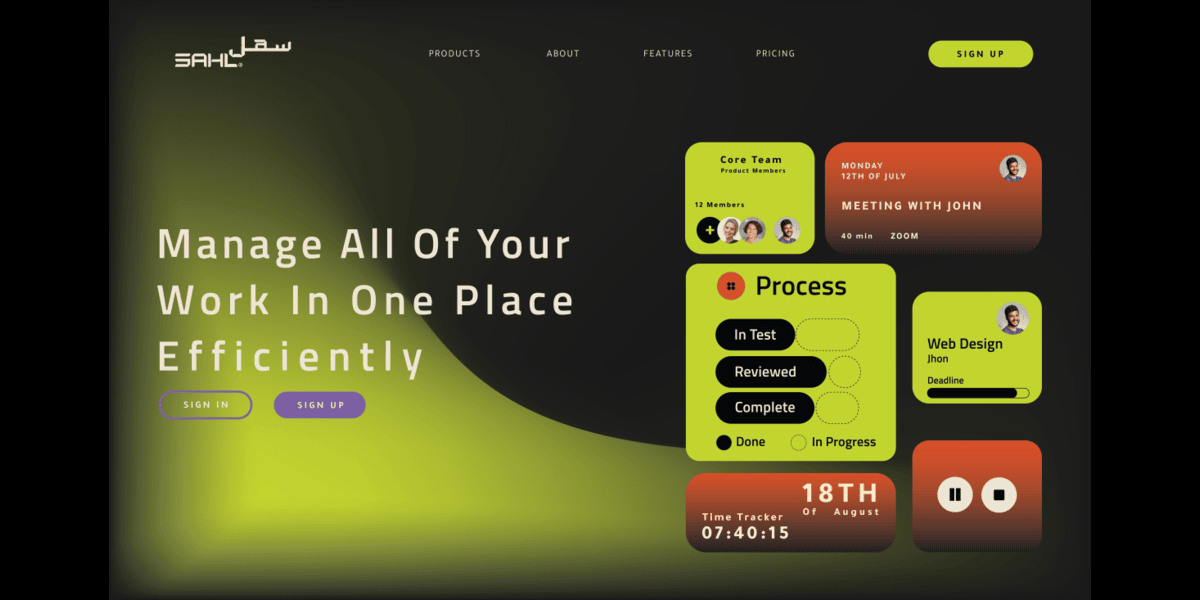 سهل
SAHL®
PRODUCTS
ABOUT
FEATURES
PRICING
SIGN UP
Manage All Of Your
Work In One Place
Efficiently
SIGN IN
SIGN UP
Core Team
Product Members
12 Members
MONDAY
12TH OF JULY
MEETING WITH JOHN
40 min ZOOM
Process
In Test
Reviewed
Complete
Done
In Progress
Web Design
Jhon
Deadline
18TH
Of August
Time Tracker
07:40:15